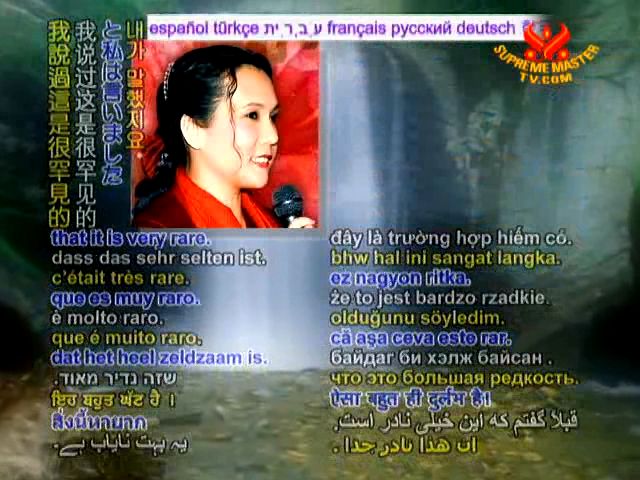 español türkçe עִבְרִית français русский deutsch
SUPREME MASTER
TV.COM
내가 말했지요.
と私は言いました
我说过这是很罕见的
我說過這是很罕見的
that it is very rare.
dass das sehr selten ist.
c'était très rare.
que es muy raro.
è molto raro.
que é muito raro.
dat het heel zeldzaam is.
שזה נדיר מאוד.
ਇਹ ਬਹੁਤ ਘੱਟ ਹੈ।
สิ่งนี้หายาก
یہ بہت نایاب ہے.
đây là trường hợp hiếm có.
bhw hal ini sangat langka.
ez nagyon ritka.
że to jest bardzo rzadkie.
olduğunu söyledim.
că aşa ceva este rar.
байдаг би хэлж байсан.
что это большая редкость.
ऐसा बहुत ही दुर्लभ है।
قبلاً گفتم که این خیلی نادر است.
ان هذا نادر جدا.